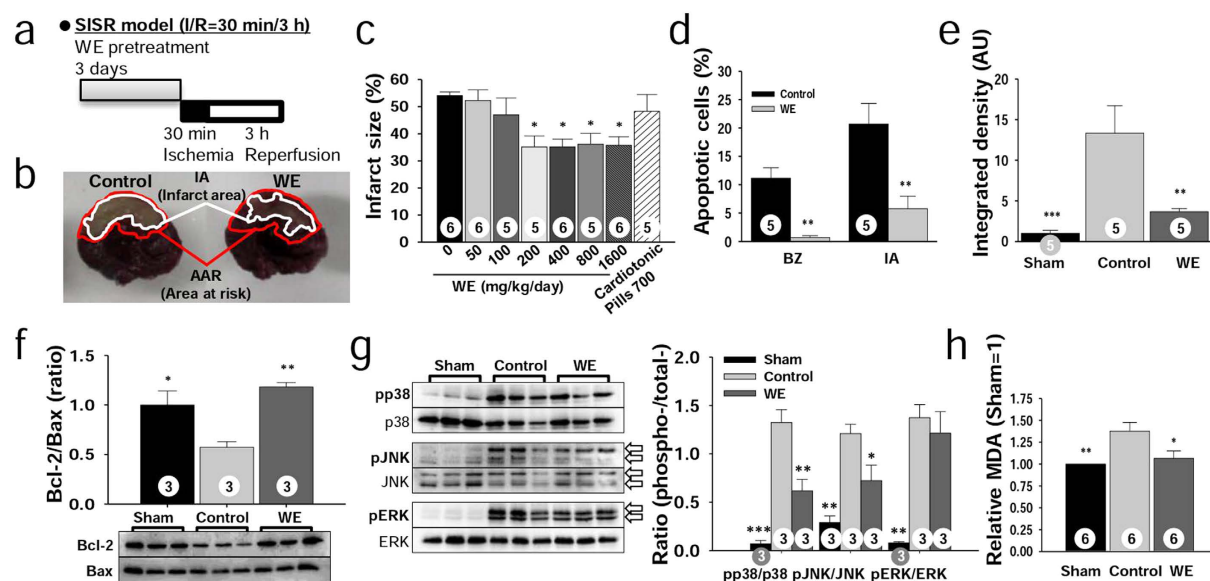 a
● SISR model (I/R=30 min/3 h)
WE pretreatment
3 days
30 min
3 h
Ischemia
Reperfusion
b
Control
IA
(Infarct area)
WE
AAR
(Area at risk)
c
Infarct size (%)
60
50
40
30
20
10
0
* * * *
6 5 5 5 6 5 6 5
0 50 100 200 400 800 1600
Cardiotonic
Pills 700
WE (mg/kg/day)
d
Apoptotic cells (%)
30
25
20
15
10
5
0
Control
WE
** **
5 5
BZ IA
e
Integrated density (AU)
20
15
10
5
0
*** **
5 5 5
Sham Control WE
f
Bcl-2/Bax (ratio)
1.5
1.0
0.5
0.0
* **
3 3 3
Sham Control WE
Bcl-2
Bax
g
Sham Control WE
pp38
p38
pJNK
JNK
pERK
ERK
Ratio (phospho-/total-)
2.0
1.5
1.0
0.5
0.0
Sham
Control
WE
*** ** ** * **
3 3 3 3 3 3 3 3 3
pp38/p38 pJNK/JNK pERK/ERK
h
Relative MDA (Sham=1)
1.75
1.50
1.25
1.00
0.75
0.50
0.25
0.00
** *
6 6 6
Sham Control WE